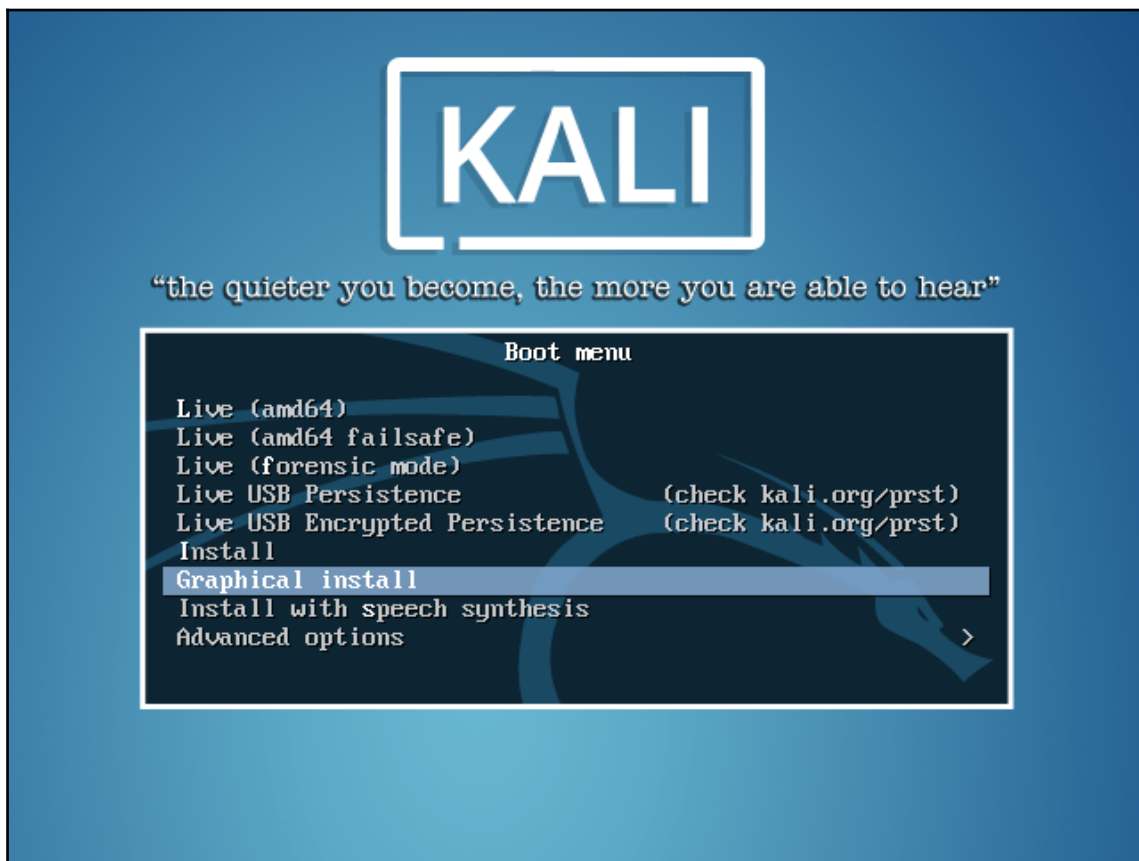 KALI
“the quieter you become, the more you are able to hear”
Boot menu
Live (amd64)
Live (amd64 failsafe)
Live (forensic mode)
Live USB Persistence (check kali.org/prst)
Live USB Encrypted Persistence (check kali.org/prst)
Install
Graphical install
Install with speech synthesis
Advanced options >